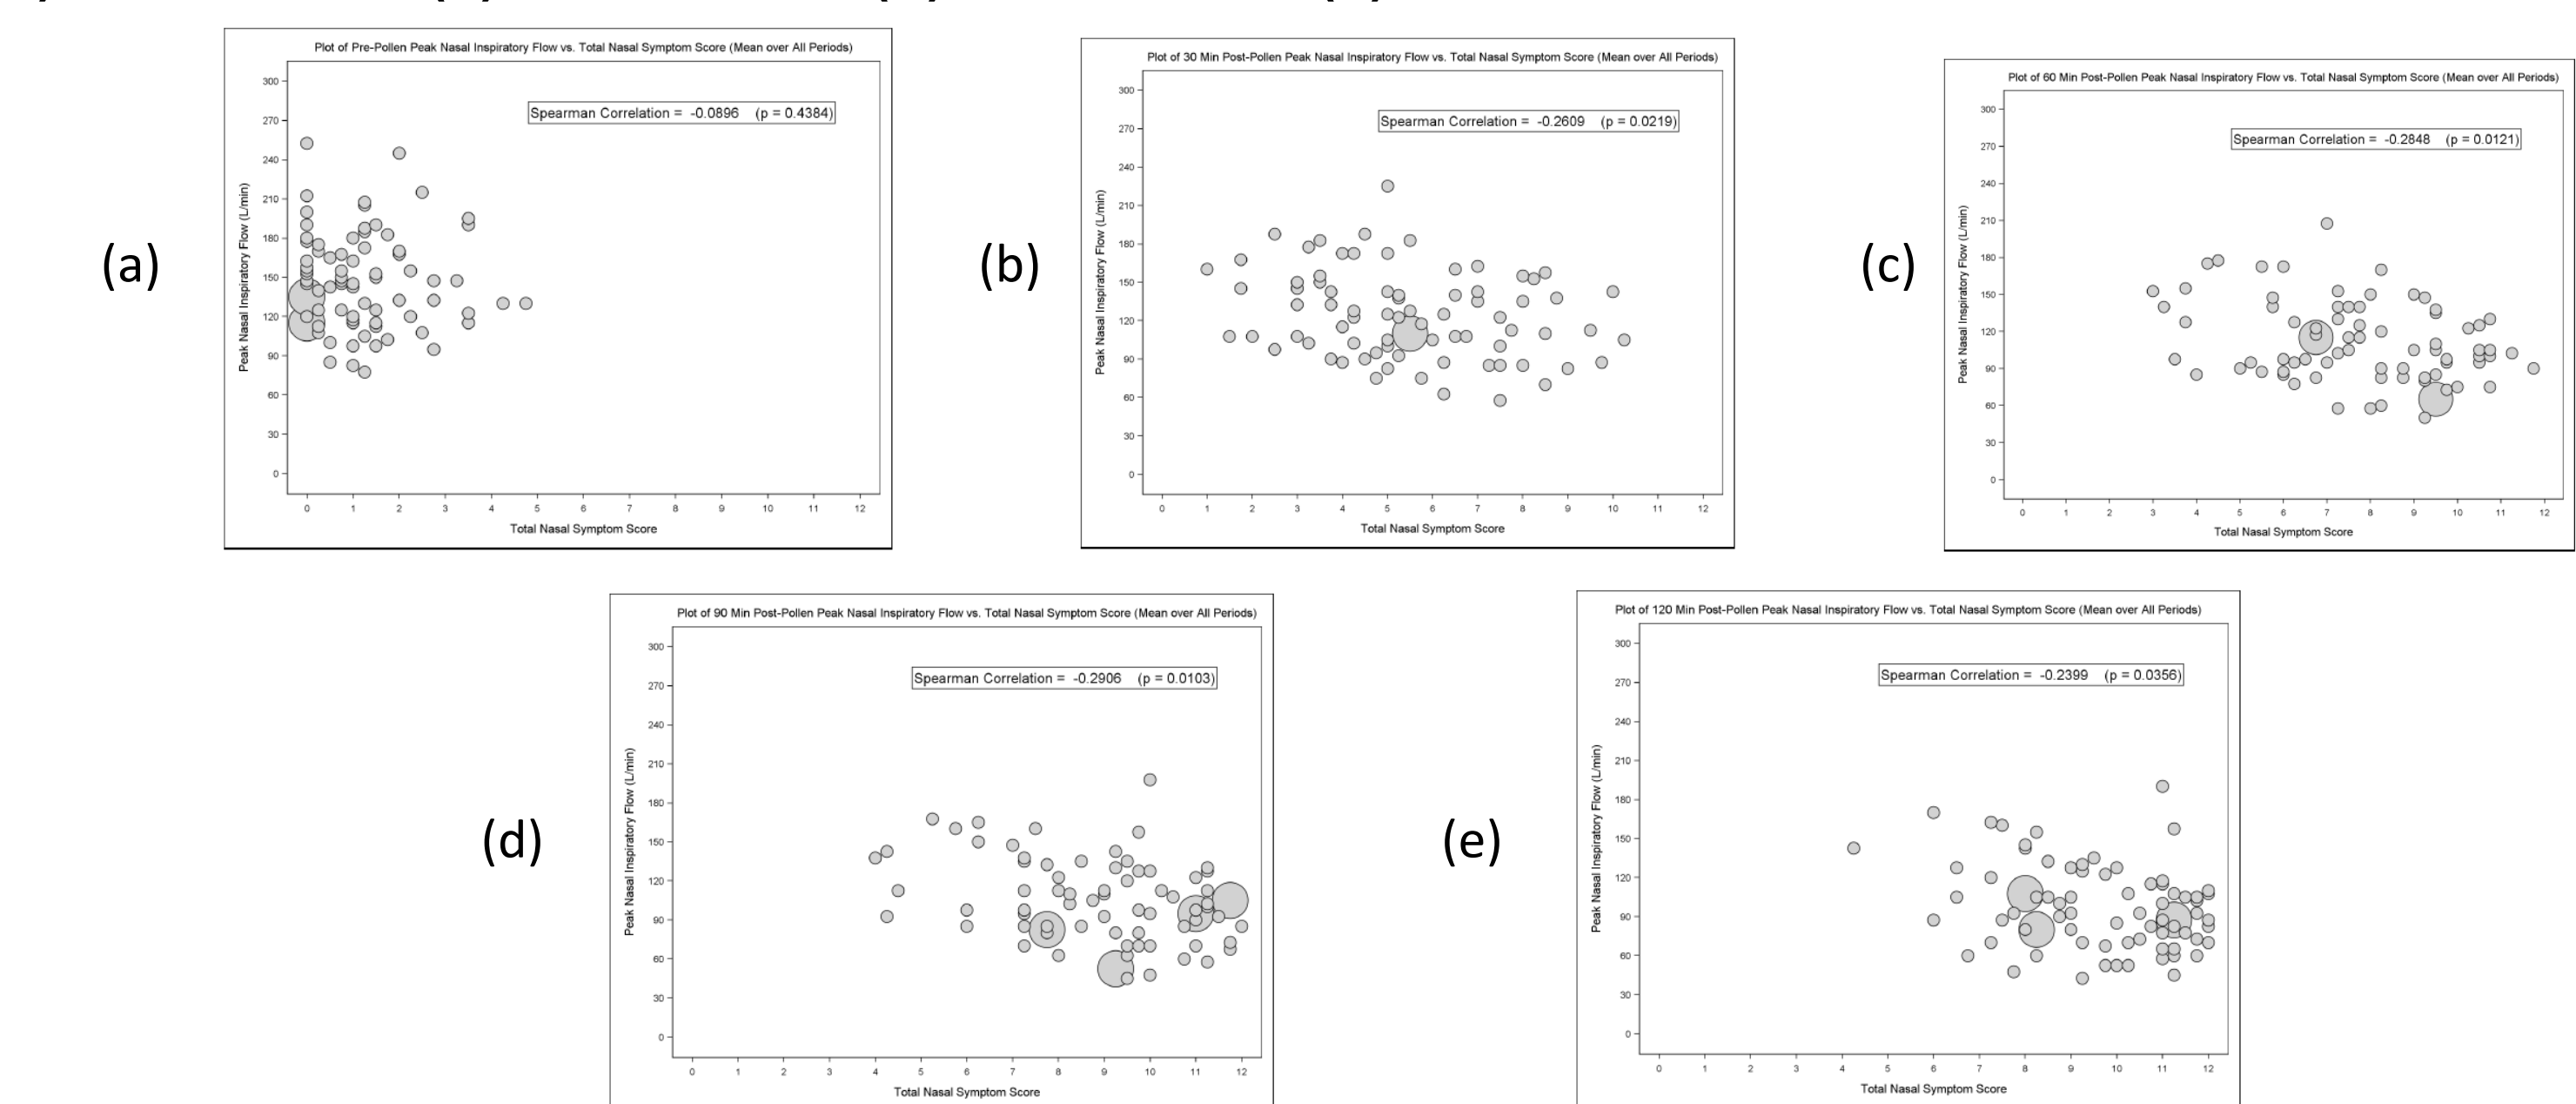 (a)
Plot of Pre-Pollen Peak Nasal Inspiratory Flow vs. Total Nasal Symptom Score (Mean over All Periods)
Spearman Correlation = -0.0896 (p = 0.4384)
Peak Nasal Inspiratory Flow (L/min)
300
270
240
210
180
150
120
90
60
30
0
0 1 2 3 4 5 6 7 8 9 10 11 12
Total Nasal Symptom Score
(b)
Plot of 30 Min Post-Pollen Peak Nasal Inspiratory Flow vs. Total Nasal Symptom Score (Mean over All Periods)
Spearman Correlation = -0.2609 (p = 0.0219)
Peak Nasal Inspiratory Flow (L/min)
300
270
240
210
180
150
120
90
60
30
0
0 1 2 3 4 5 6 7 8 9 10 11 12
Total Nasal Symptom Score
(c)
Plot of 60 Min Post-Pollen Peak Nasal Inspiratory Flow vs. Total Nasal Symptom Score (Mean over All Periods)
Spearman Correlation = -0.2848 (p = 0.0121)
Peak Nasal Inspiratory Flow (L/min)
300
270
240
210
180
150
120
90
60
30
0
0 1 2 3 4 5 6 7 8 9 10 11 12
Total Nasal Symptom Score
(d)
Plot of 90 Min Post-Pollen Peak Nasal Inspiratory Flow vs. Total Nasal Symptom Score (Mean over All Periods)
Spearman Correlation = -0.2906 (p = 0.0103)
Peak Nasal Inspiratory Flow (L/min)
300
270
240
210
180
150
120
90
60
30
0
0 1 2 3 4 5 6 7 8 9 10 11 12
Total Nasal Symptom Score
(e)
Plot of 120 Min Post-Pollen Peak Nasal Inspiratory Flow vs. Total Nasal Symptom Score (Mean over All Periods)
Spearman Correlation = -0.2399 (p = 0.0356)
Peak Nasal Inspiratory Flow (L/min)
300
270
240
210
180
150
120
90
60
30
0
0 1 2 3 4 5 6 7 8 9 10 11 12
Total Nasal Symptom Score